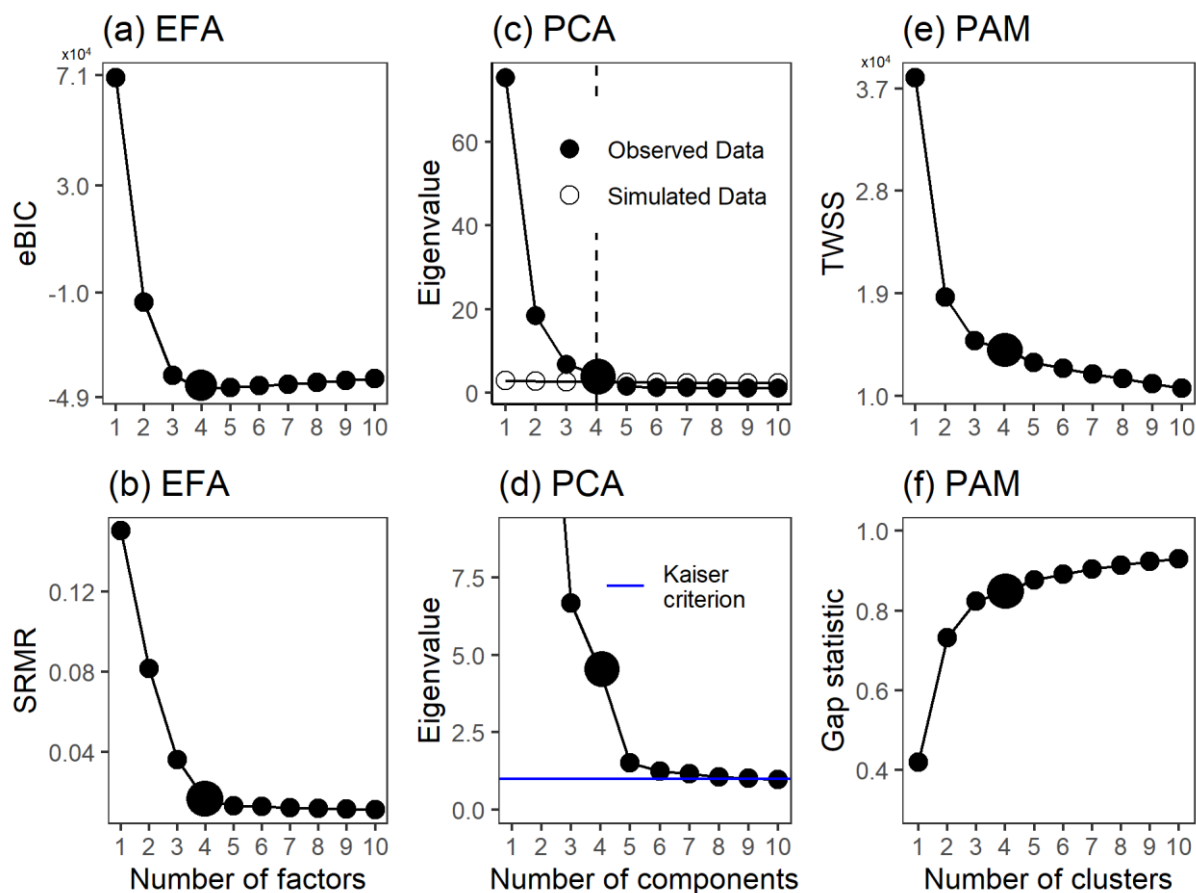 (a) EFA
x10⁴
7.1
3.0
-1.0
-4.9
eBIC
1 2 3 4 5 6 7 8 9 10
(c) PCA
60
40
20
0
Eigenvalue
Observed Data
Simulated Data
1 2 3 4 5 6 7 8 9 10
(e) PAM
x10⁴
3.7
2.8
1.9
1.0
TWSS
1 2 3 4 5 6 7 8 9 10
(b) EFA
0.12
0.08
0.04
SRMR
1 2 3 4 5 6 7 8 9 10
Number of factors
(d) PCA
7.5
5.0
2.5
0.0
Eigenvalue
Kaiser
criterion
1 2 3 4 5 6 7 8 9 10
Number of components
(f) PAM
1.0
0.8
0.6
0.4
Gap statistic
1 2 3 4 5 6 7 8 9 10
Number of clusters